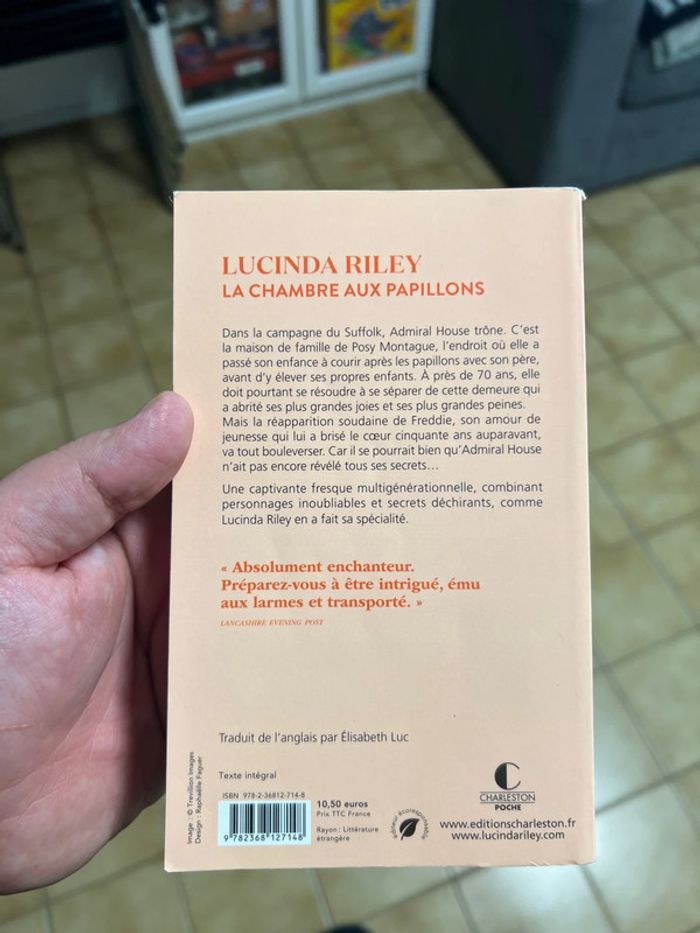 LUCINDA RILEY
LA CHAMBRE AUX PAPILLONS
Dans la campagne du Suffolk, Admiral House trône. C'est
la maison de famille de Posy Montague, l'endroit où elle a
passé son enfance à courir après les papillons avec son père,
avant d'y élever ses propres enfants. À près de 70 ans, elle
doit pourtant se résoudre à se séparer de cette demeure qui
a abrité ses plus grandes joies et ses plus grandes peines.
Mais la réapparition soudaine de Freddie, son amour de
jeunesse qui lui a brisé le cœur cinquante ans auparavant,
va tout bouleverser. Car il se pourrait bien qu'Admiral House
n'ait pas encore révélé tous ses secrets...
Une captivante fresque multigénérationnelle, combinant
personnages inoubliables et secrets déchirants, comme
Lucinda Riley en a fait sa spécialité.
« Absolument enchanteur.
Préparez-vous à être intrigué, ému
aux larmes et transporté. »
LANCASHIRE EVENING POST
Traduit de l'anglais par Élisabeth Luc
Texte intégral
Image : © Trevillion Images
Design : Raphaëlle Faguer
ISBN 978-2-36812-714-8
9 782368 127148
10,50 euros
Prix TTC France
Rayon : Littérature
étrangère
éditeur écoresponsable
C
CHARLESTON
POCHE
www.editionscharleston.fr
www.lucindariley.com